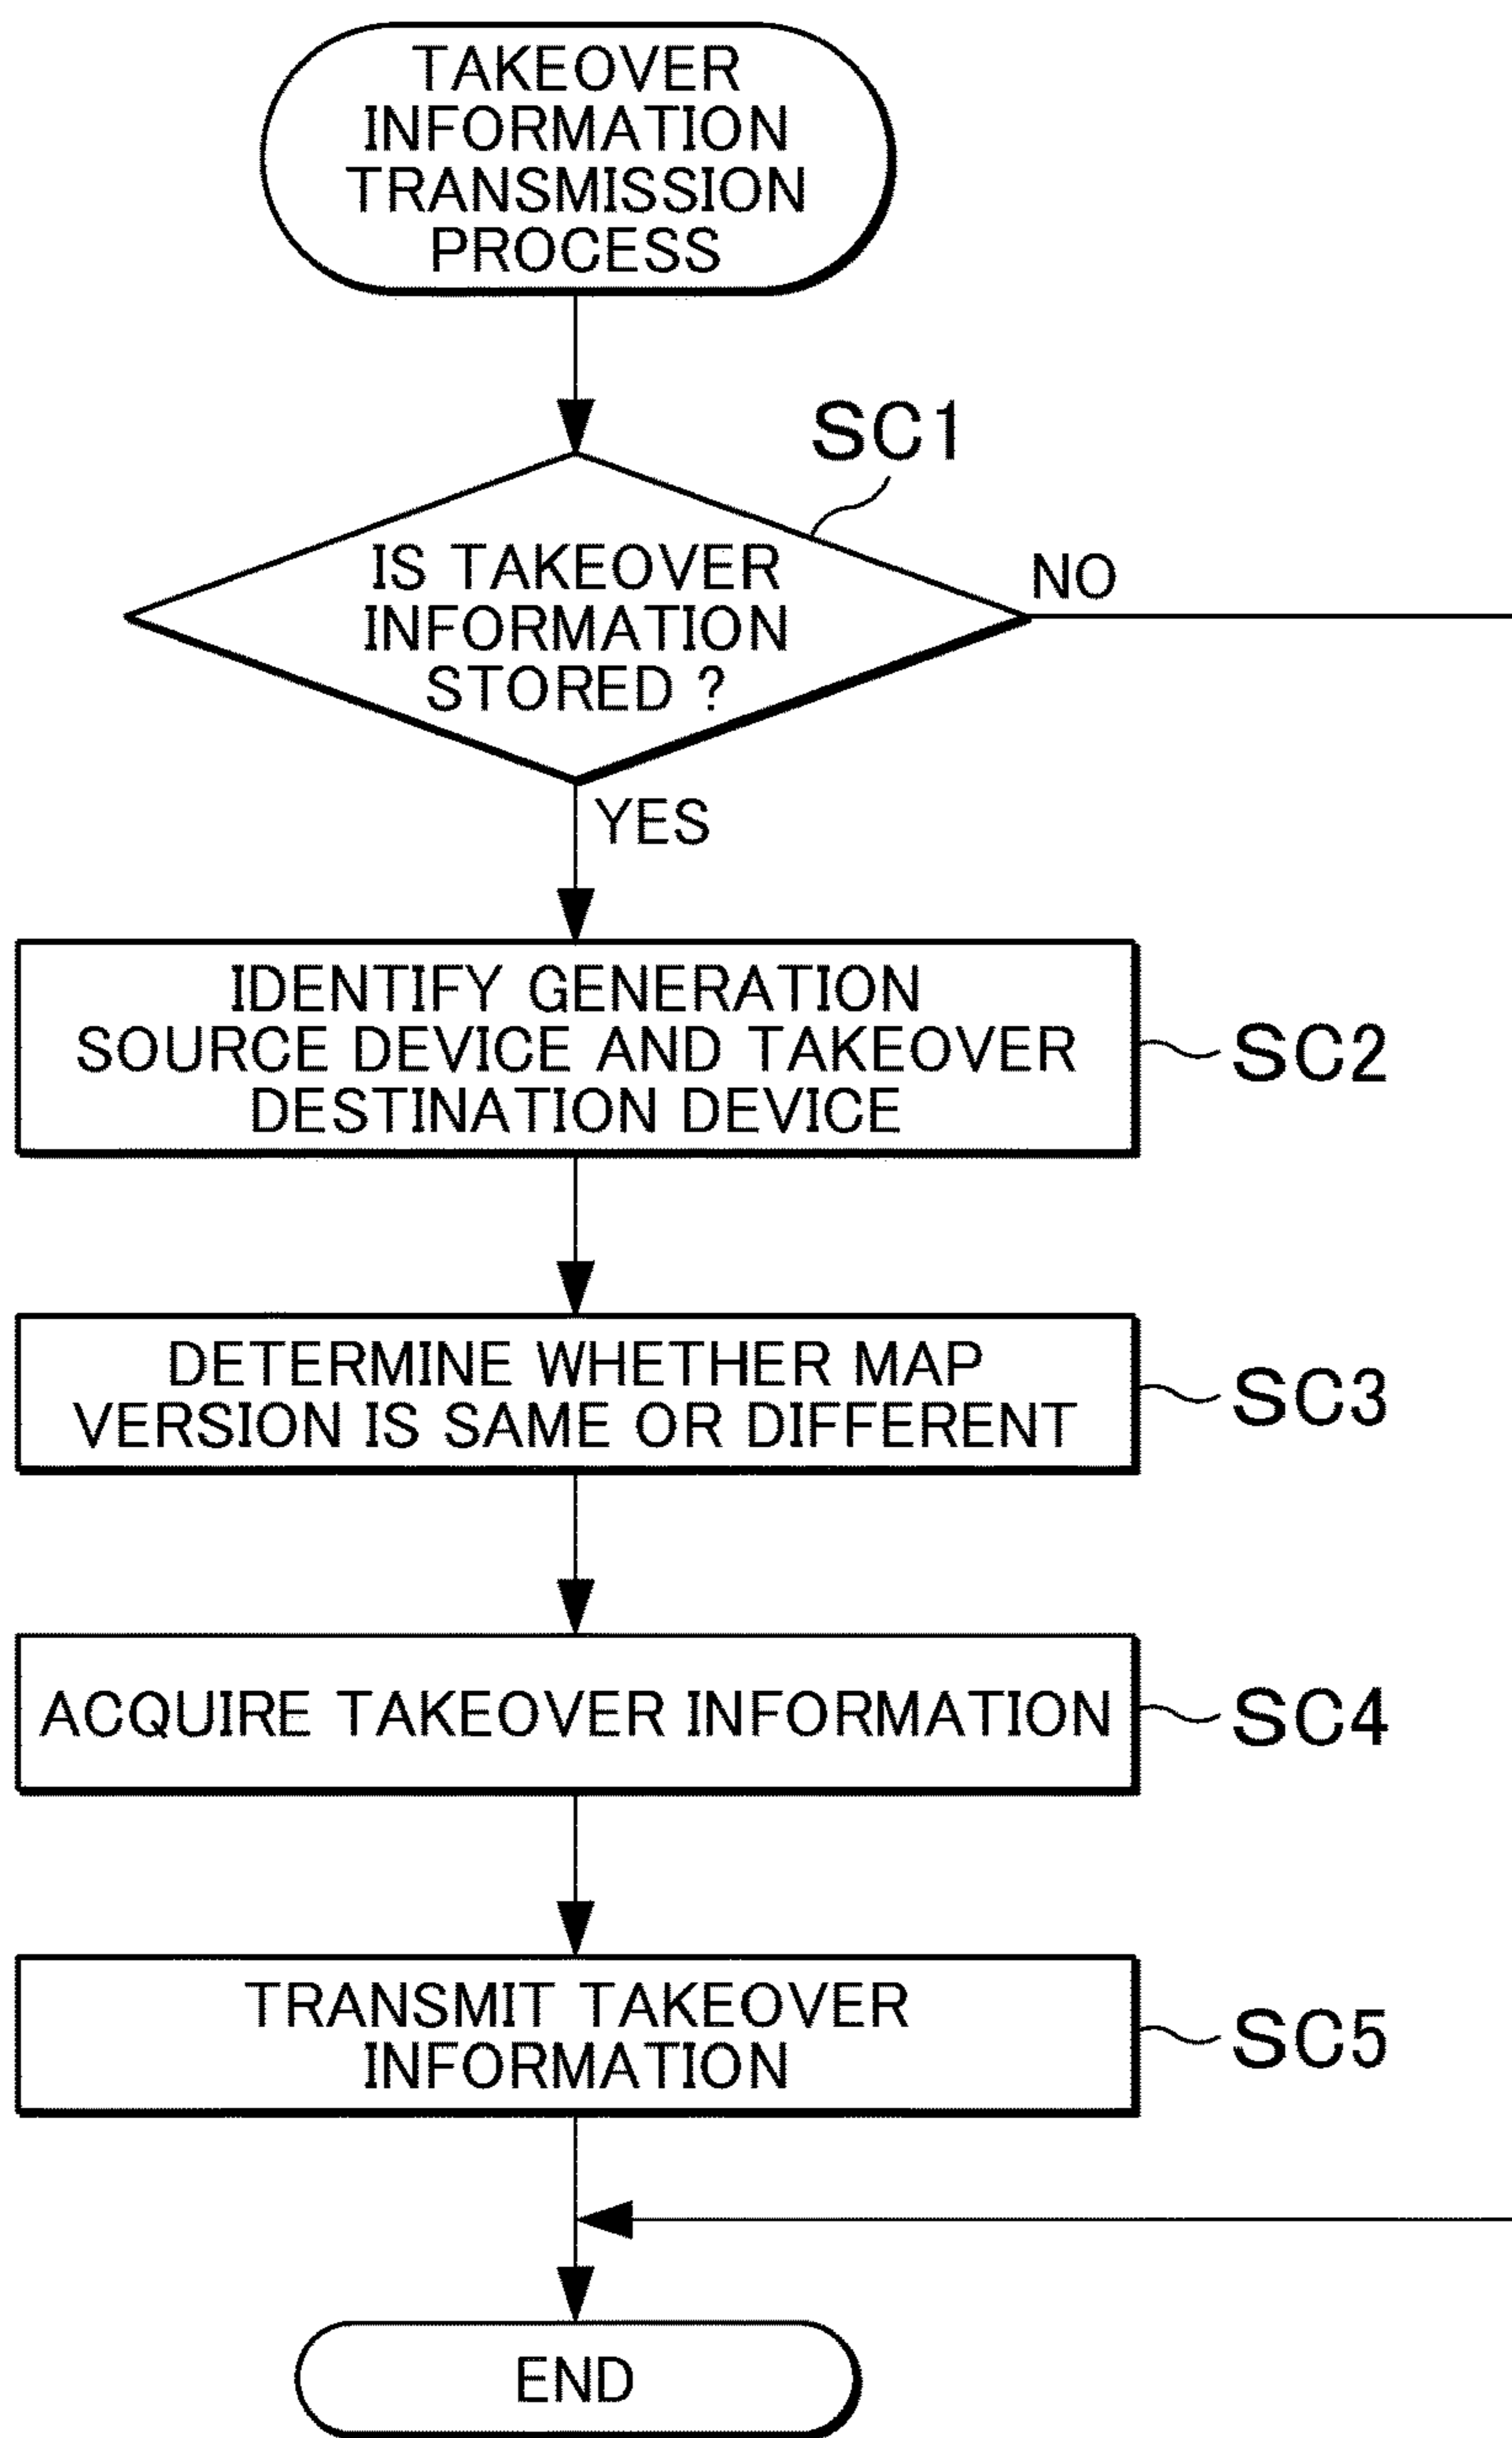 TAKEOVER
INFORMATION
TRANSMISSION
PROCESS
SC1
IS TAKEOVER
INFORMATION
STORED ?
NO
YES
IDENTIFY GENERATION
SOURCE DEVICE AND TAKEOVER
DESTINATION DEVICE
SC2
DETERMINE WHETHER MAP
VERSION IS SAME OR DIFFERENT
SC3
ACQUIRE TAKEOVER INFORMATION
SC4
TRANSMIT TAKEOVER
INFORMATION
SC5
END